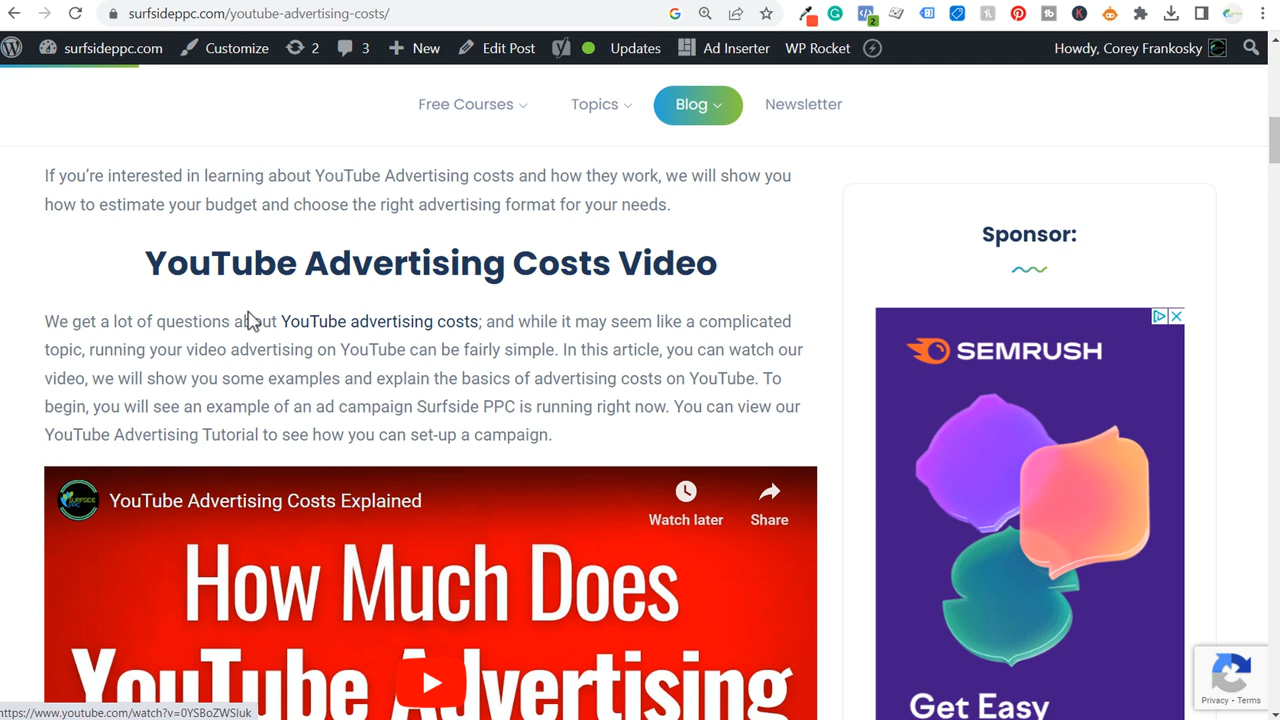 surfsideppc.com/youtube-advertising-costs/
surfsideppc.com Customize 2 3 New Edit Post Updates Ad Inserter WP Rocket Howdy, Corey Frankosky
Free Courses Topics Blog Newsletter
If you’re interested in learning about YouTube Advertising costs and how they work, we will show you
how to estimate your budget and choose the right advertising format for your needs.
YouTube Advertising Costs Video
We get a lot of questions about YouTube advertising costs; and while it may seem like a complicated
topic, running your video advertising on YouTube can be fairly simple. In this article, you can watch our
video, we will show you some examples and explain the basics of advertising costs on YouTube. To
begin, you will see an example of an ad campaign Surfside PPC is running right now. You can view our
YouTube Advertising Tutorial to see how you can set-up a campaign.
SURFSIDE
PPC
YouTube Advertising Costs Explained
Watch later
Share
How Much Does
YouTube Advertising
Sponsor:
SEMRUSH
Get Easy
Privacy - Terms
https://www.youtube.com/watch?v=0YSBoZWSIuk